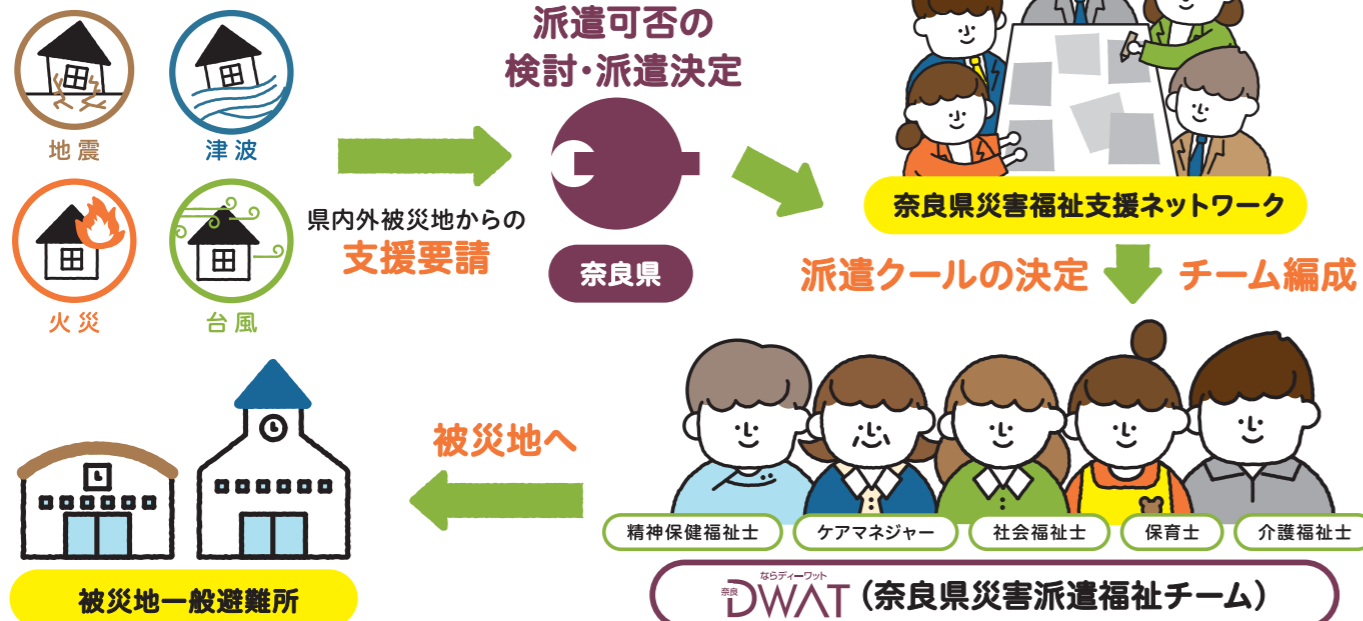 地震
津波
火災
台風
県内外被災地からの
支援要請
派遣可否の
検討・派遣決定
奈良県
奈良県災害福祉支援ネットワーク
派遣クールの決定
チーム編成
精神保健福祉士
ケアマネジャー
社会福祉士
保育士
介護福祉士
ならディーワット
奈良DWAT(奈良県災害派遣福祉チーム)
被災地へ
被災地一般避難所